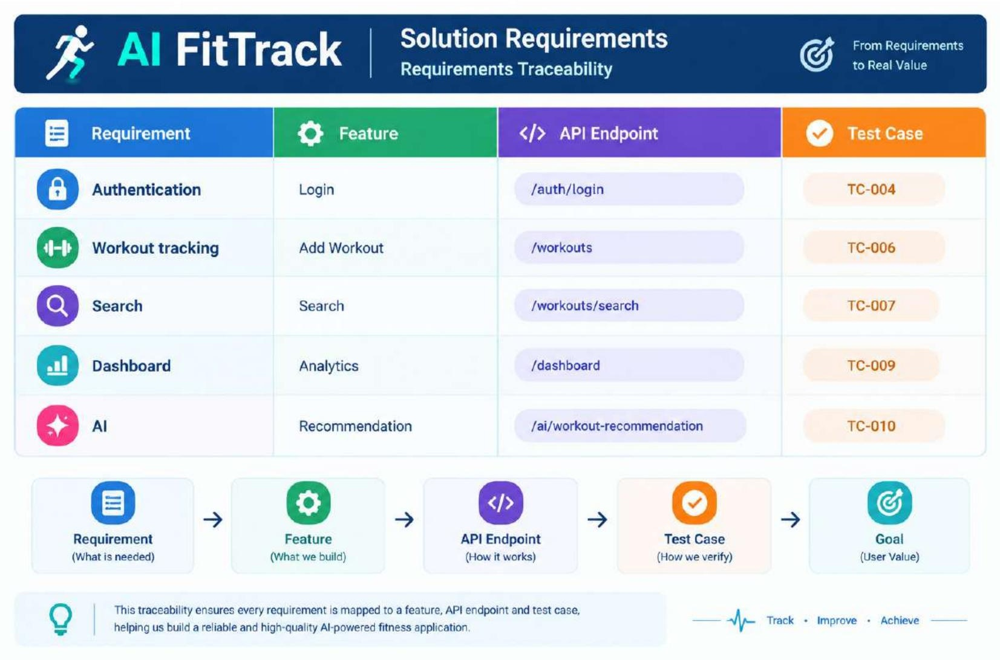 AI FitTrack
Solution Requirements
Requirements Traceability
From Requirements
to Real Value
Requirement
Feature
</> API Endpoint
Test Case
Authentication
Login
/auth/login
TC-004
Workout tracking
Add Workout
/workouts
TC-006
Search
Search
/workouts/search
TC-007
Dashboard
Analytics
/dashboard
TC-009
AI
Recommendation
/ai/workout-recommendation
TC-010
Requirement
(What is needed)
Feature
(What we build)
</>
API Endpoint
(How it works)
Test Case
(How we verify)
Goal
(User Value)
This traceability ensures every requirement is mapped to a feature, API endpoint and test case,
helping us build a reliable and high-quality AI-powered fitness application.
Track • Improve • Achieve